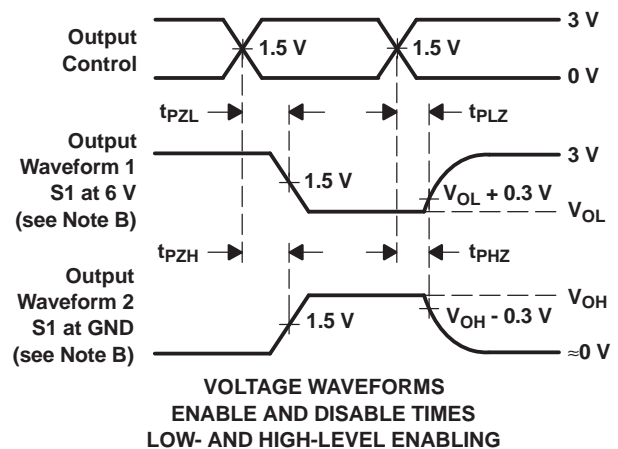 3 V
Output
Control
1.5 V
1.5 V
0 V
tPZL
tPLZ
Output
Waveform 1
S1 at 6 V
(see Note B)
3 V
1.5 V
VOL + 0.3 V
VOL
tPZH
tPHZ
Output
Waveform 2
S1 at GND
(see Note B)
VOH
1.5 V
VOH - 0.3 V
≈0 V
VOLTAGE WAVEFORMS
ENABLE AND DISABLE TIMES
LOW- AND HIGH-LEVEL ENABLING